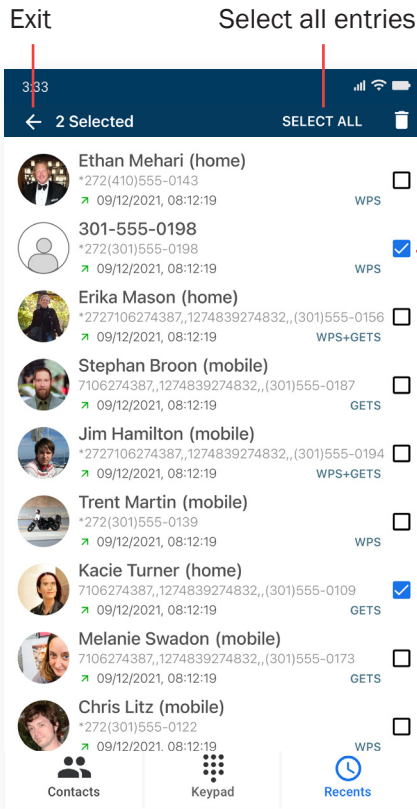 Exit
Select all entries
3:33
2 Selected
SELECT ALL
Ethan Mehari (home)
*272(410)555-0143
09/12/2021, 08:12:19
WPS
301-555-0198
*272(301)555-0198
09/12/2021, 08:12:19
WPS
Erika Mason (home)
*2727106274387,,1274839274832,,(301)555-0156
09/12/2021, 08:12:19
WPS+GETS
Stephan Broon (mobile)
7106274387,,1274839274832,,(301)555-0187
09/12/2021, 08:12:19
GETS
Jim Hamilton (mobile)
*2727106274387,,1274839274832,,(301)555-0194
09/12/2021, 08:12:19
WPS+GETS
Trent Martin (mobile)
*272(301)555-0139
09/12/2021, 08:12:19
WPS
Kacie Turner (home)
7106274387,,1274839274832,,(301)555-0109
09/12/2021, 08:12:19
GETS
Melanie Swadon (mobile)
7106274387,,1274839274832,,(301)555-0173
09/12/2021, 08:12:19
GETS
Chris Litz (mobile)
*272(301)555-0122
09/12/2021, 08:12:19
WPS
Contacts
Keypad
Recents